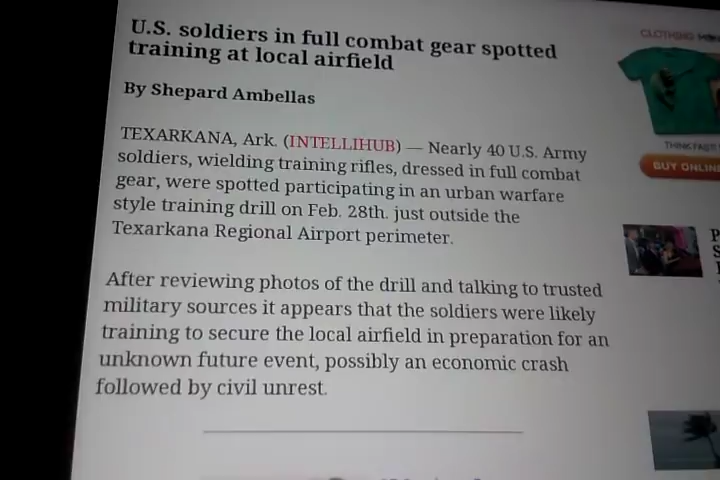 U.S. soldiers in full combat gear spotted
training at local airfield
By Shepard Ambellas
TEXARKANA, Ark. (INTELLIHUB) — Nearly 40 U.S. Army
soldiers, wielding training rifles, dressed in full combat
gear, were spotted participating in an urban warfare
style training drill on Feb. 28th. just outside the
Texarkana Regional Airport perimeter.
After reviewing photos of the drill and talking to trusted
military sources it appears that the soldiers were likely
training to secure the local airfield in preparation for an
unknown future event, possibly an economic crash
followed by civil unrest.
CLOTHING
THINKFAST
BUY ONLINE
P
S